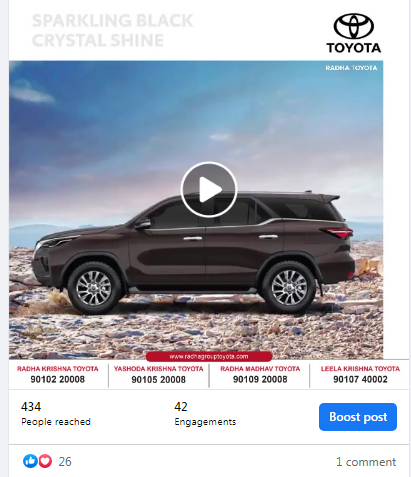 SPARKLING BLACK
CRYSTAL SHINE
TOYOTA
RADHA TOYOTA
www.radhagrouptoyota.com
RADHA KRISHNA TOYOTA
90102 20008
YASHODA KRISHNA TOYOTA
90105 20008
RADHA MADHAV TOYOTA
90109 20008
LEELA KRISHNA TOYOTA
90107 40002
434
People reached
42
Engagements
Boost post
26
1 comment